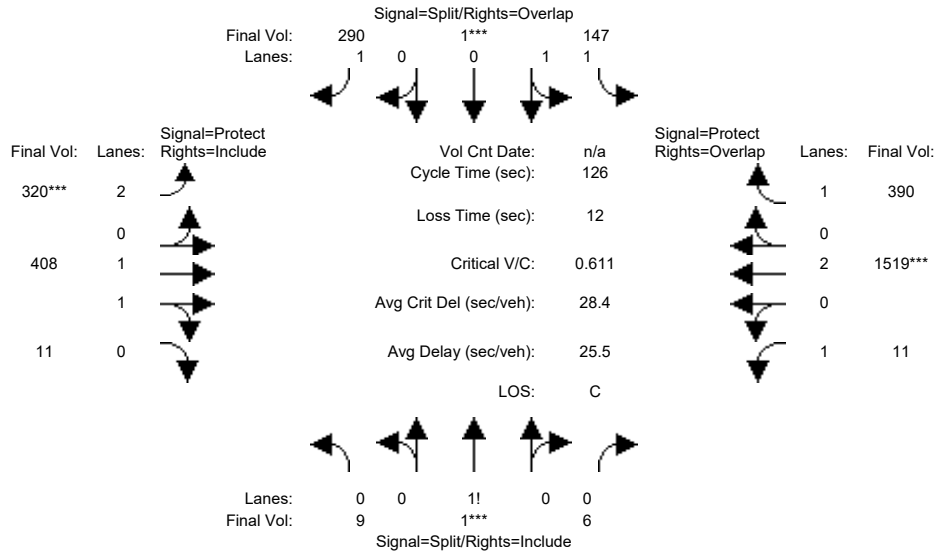 Signal=Split/Rights=Overlap
Final Vol: 290 1*** 147
Lanes: 1 0 0 1 1
Signal=Protect Signal=Protect
Final Vol: Lanes: Rights=Include Vol Cnt Date: n/a Rights=Overlap Lanes: Final Vol:
Cycle Time (sec): 126
320*** 2 1 390
Loss Time (sec): 12
0 0
408 1 Critical V/C: 0.611 2 1519***
1 Avg Crit Del (sec/veh): 28.4 0
11 0 Avg Delay (sec/veh): 25.5 1 11
LOS: C
Lanes: 0 0 1! 0 0
Final Vol: 9 1*** 6
Signal=Split/Rights=Include